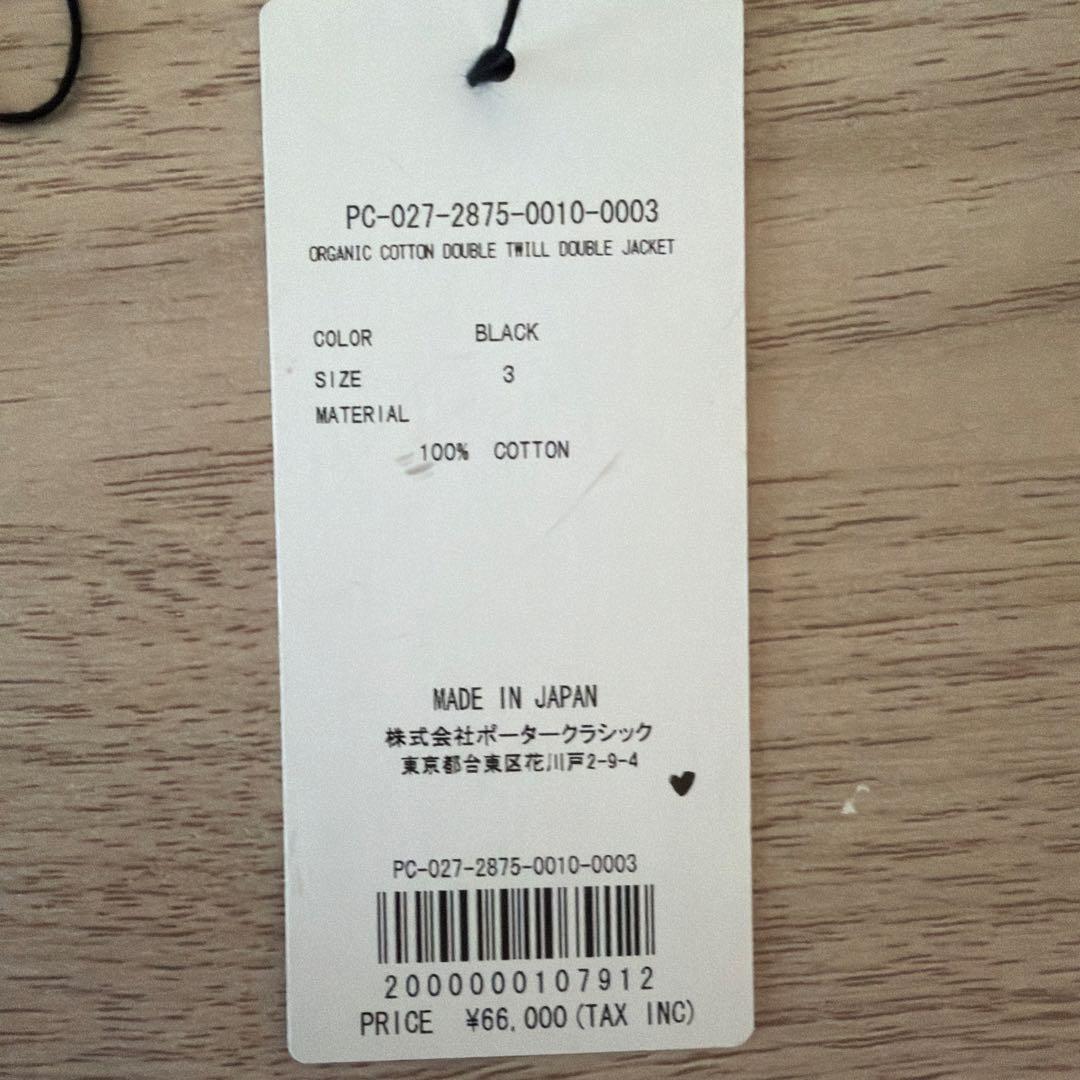 PC-027-2875-0010-0003
ORGANIC COTTON DOUBLE TWILL DOUBLE JACKET
COLOR BLACK
SIZE 3
MATERIAL
100% COTTON
MADE IN JAPAN
株式会社ポータークラシック
東京都台東区花川戸2-9-4
PC-027-2875-0010-0003
2000000107912
PRICE ¥66,000(TAX INC)